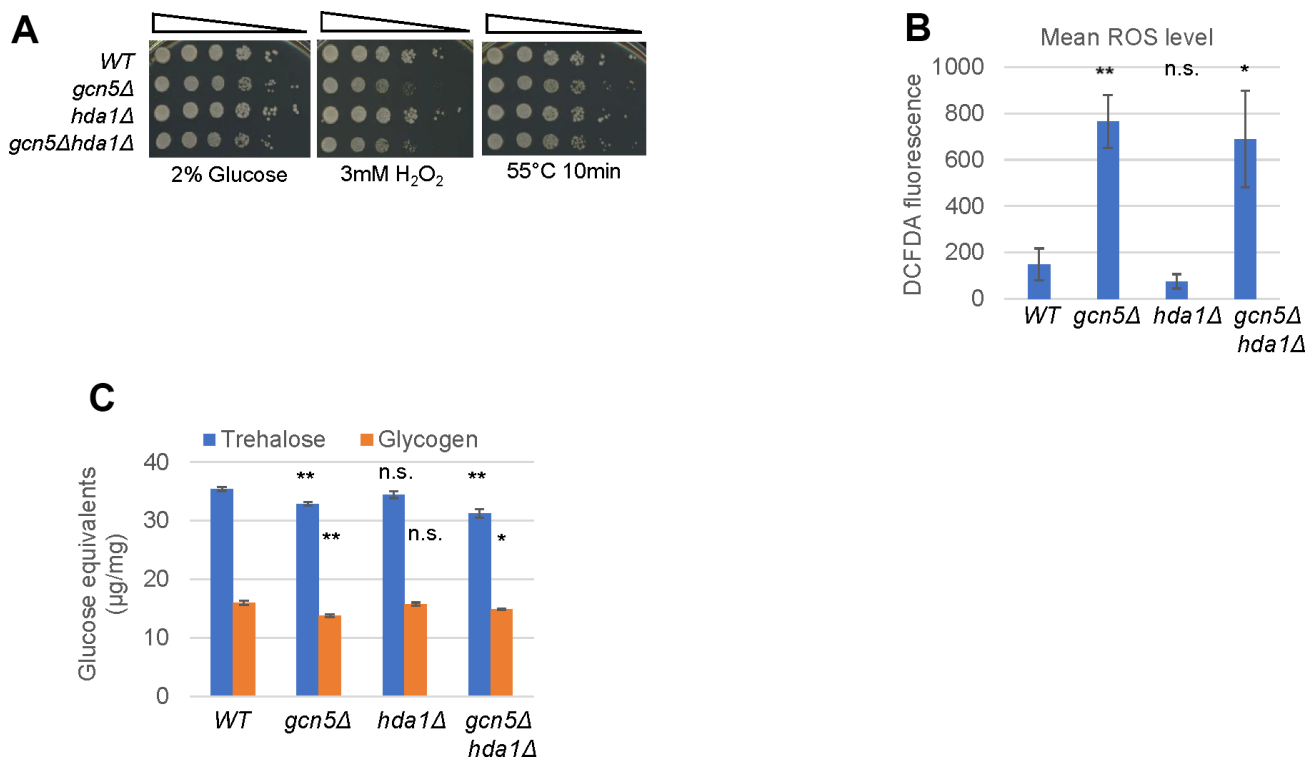 A
WT
gcn5Δ
hda1Δ
gcn5Δhda1Δ
2% Glucose
3mM H₂O₂
55°C 10min
B
Mean ROS level
DCFDA fluorescence
1000
800
600
400
200
0
**
n.s.
*
WT
gcn5Δ
hda1Δ
gcn5Δ
hda1Δ
C
Trehalose
Glycogen
Glucose equivalents
(µg/mg)
40
30
20
10
0
**
**
n.s.
n.s.
**
*
WT
gcn5Δ
hda1Δ
gcn5Δ
hda1Δ